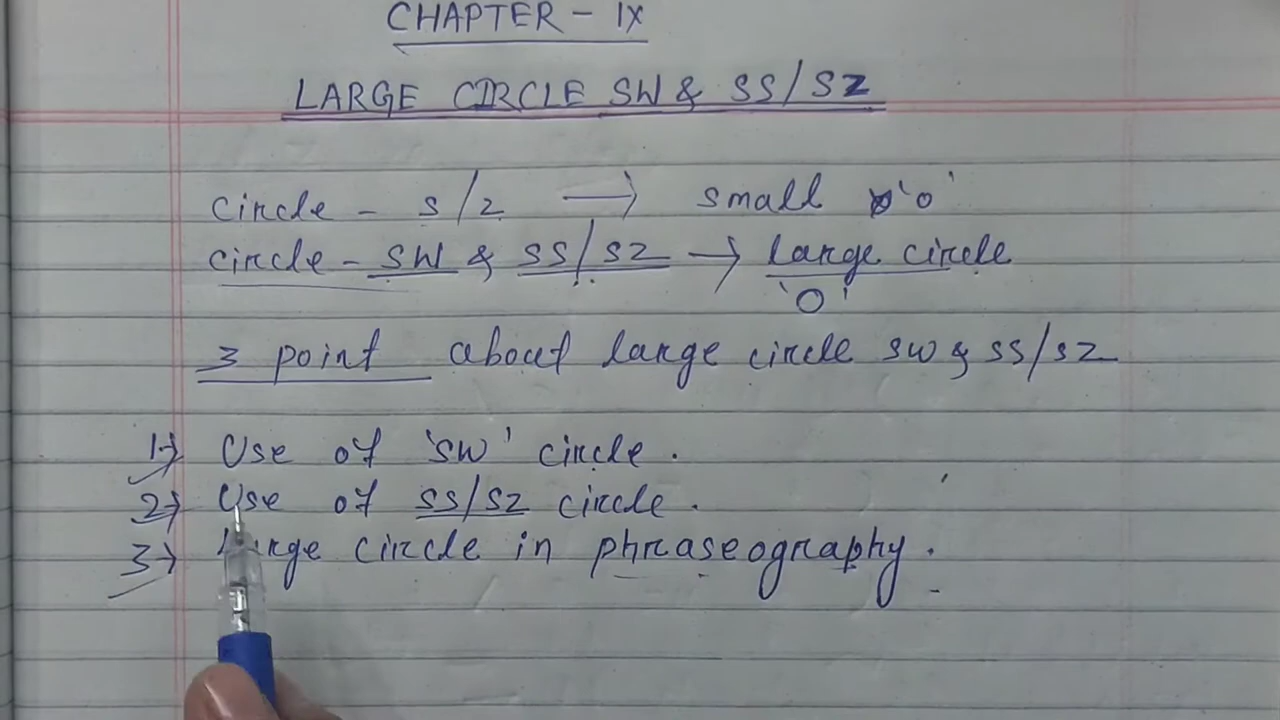 CHAPTER - IX
LARGE CIRCLE SW & SS/SZ
circle - s/z → small 'o'
circle - SW & SS/SZ → large circle
'O'
3 point about large circle SW & SS/SZ
1⇒ Use of 'SW' circle.
2⇒ Use of SS/SZ circle.
3⇒ Large circle in phraseography.